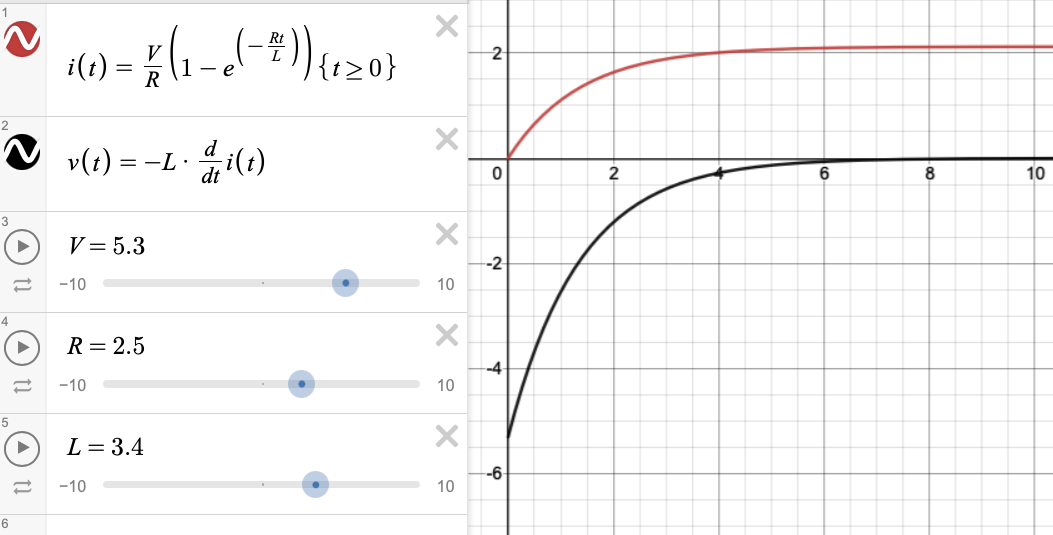 1
i(t) = V/R (1 − e^(−Rt/L)) {t ≥ 0}
2
v(t) = −L · d/dt i(t)
3
V = 5.3
−10 10
4
R = 2.5
−10 10
5
L = 3.4
−10 10
6
2
0 2 4 6 8 10
-2
-4
-6